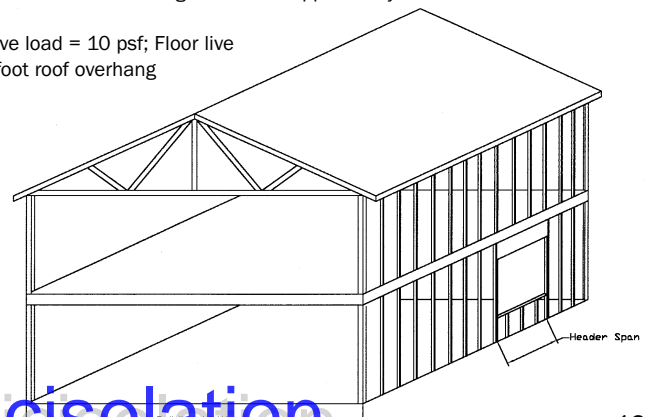 ve load = 10 psf; Floor live
foot roof overhang
Header Span
cisolation